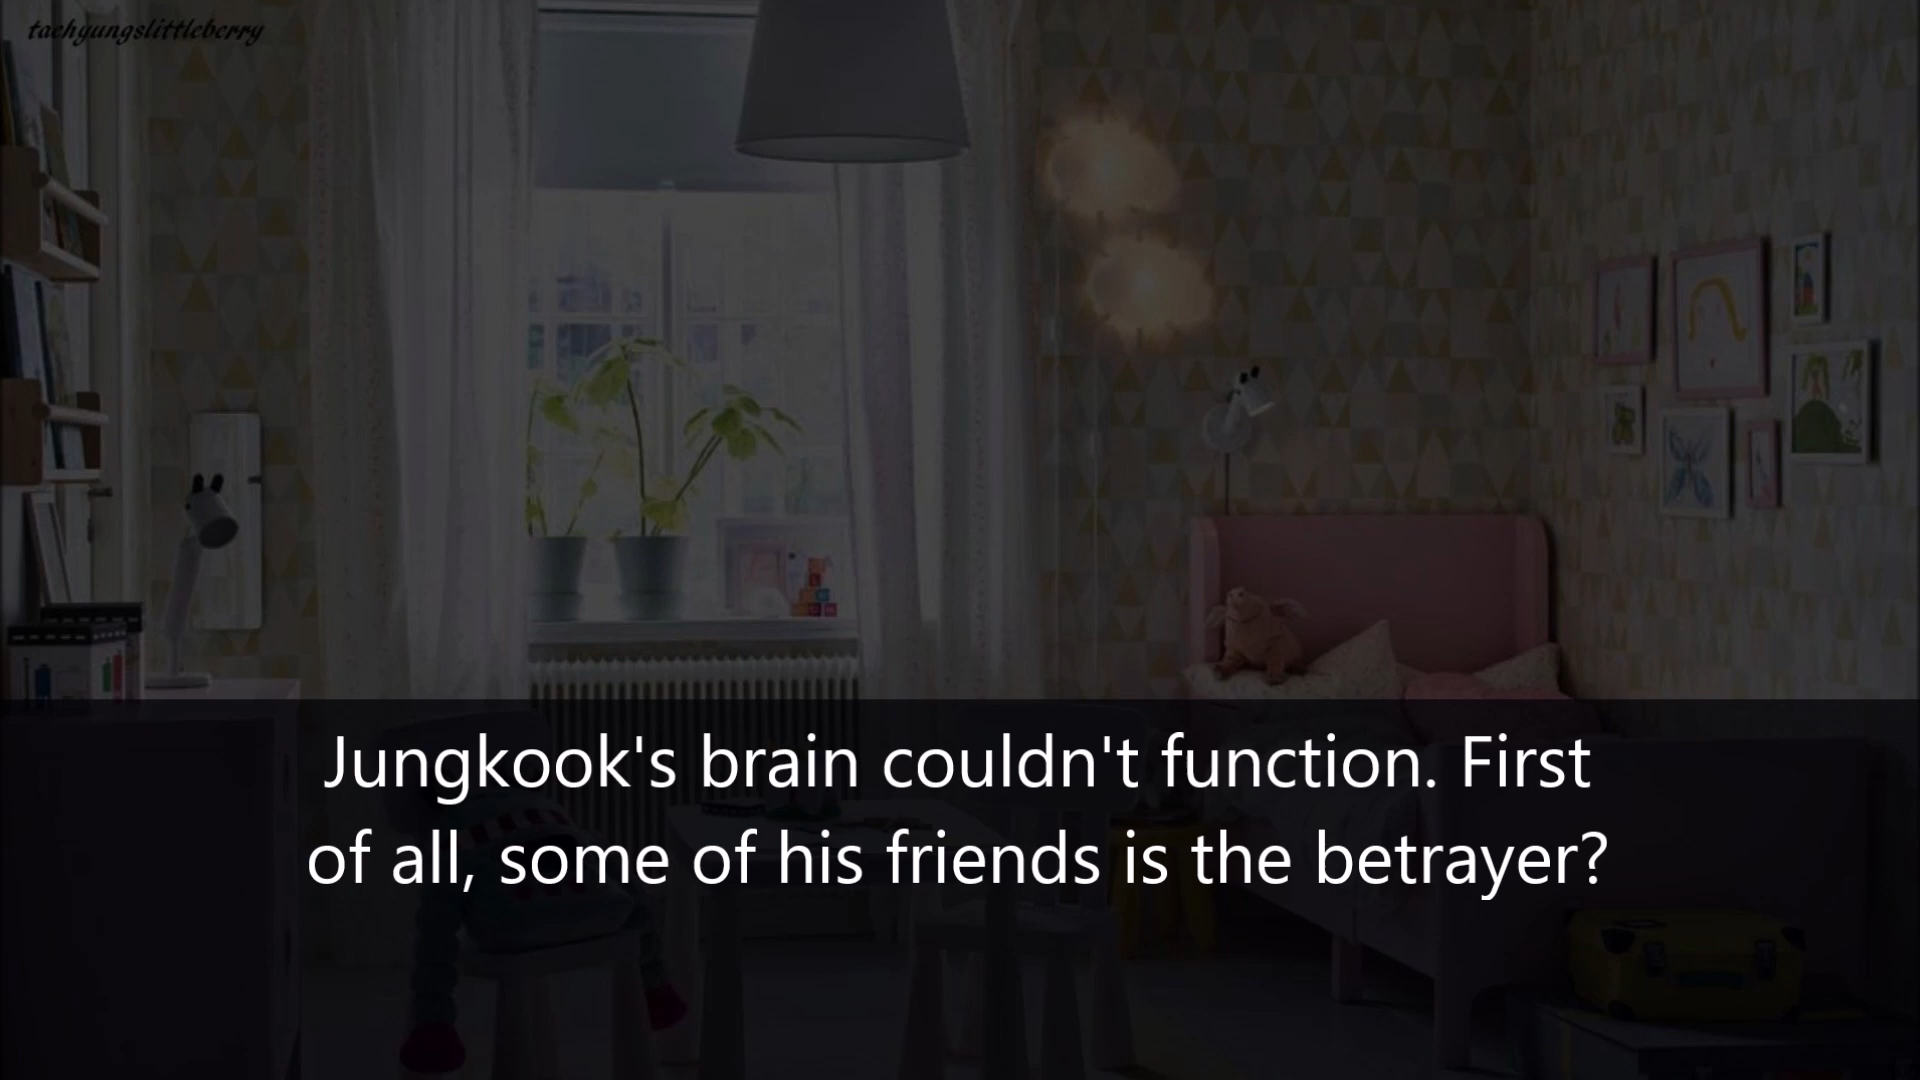 taehyungslittleberry
Jungkook's brain couldn't function. First
of all, some of his friends is the betrayer?